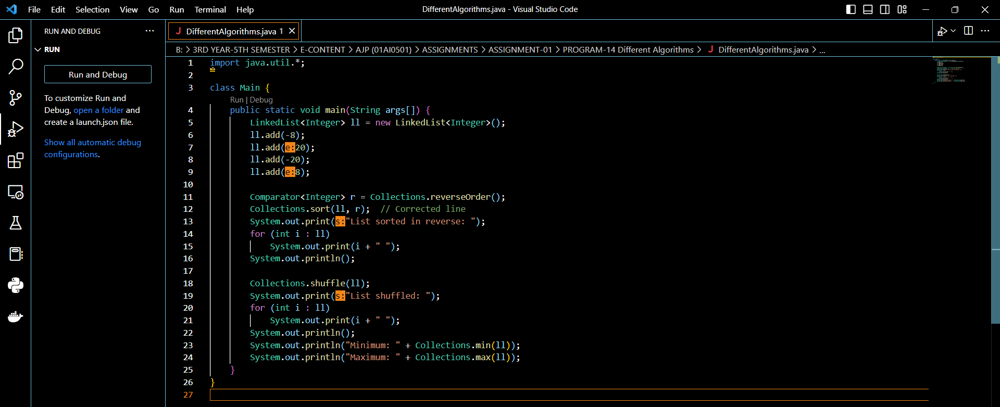 File Edit Selection View Go Run Terminal Help
DifferentAlgorithms.java - Visual Studio Code
RUN AND DEBUG ...
RUN
Run and Debug
To customize Run and
Debug, open a folder and
create a launch.json file.
Show all automatic debug
configurations.
J DifferentAlgorithms.java 1
B: > 3RD YEAR-5TH SEMESTER > E-CONTENT > AJP (01AI0501) > ASSIGNMENTS > ASSIGNMENT-01 > PROGRAM-14 Different Algorithms > J DifferentAlgorithms.java > ...
1 import java.util.*;
2
3 class Main {
Run | Debug
4 public static void main(String args[]) {
5 LinkedList<Integer> ll = new LinkedList<Integer>();
6 ll.add(-8);
7 ll.add(e:20);
8 ll.add(-20);
9 ll.add(e:8);
10
11 Comparator<Integer> r = Collections.reverseOrder();
12 Collections.sort(ll, r);  // Corrected line
13 System.out.print(s:"List sorted in reverse: ");
14 for (int i : ll)
15 System.out.print(i + " ");
16 System.out.println();
17
18 Collections.shuffle(ll);
19 System.out.print(s:"List shuffled: ");
20 for (int i : ll)
21 System.out.print(i + " ");
22 System.out.println();
23 System.out.println("Minimum: " + Collections.min(ll));
24 System.out.println("Maximum: " + Collections.max(ll));
25 }
26 }
27